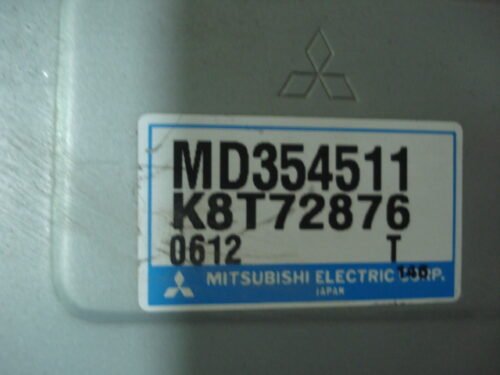 MD354511
K8T72876
0612 T
MITSUBISHI ELECTRIC CORP.
JAPAN